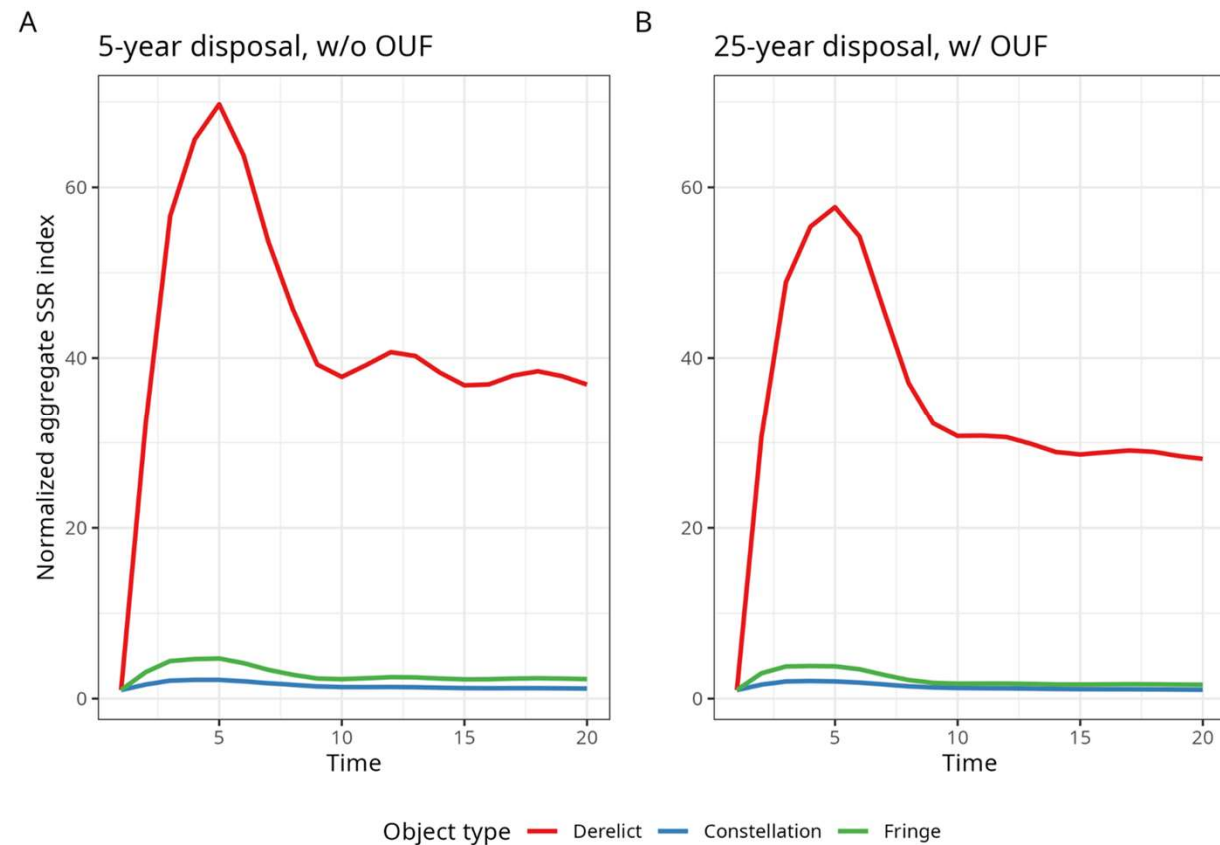 A
5-year disposal, w/o OUF
Normalized aggregate SSR index
60
40
20
0
5 10 15 20
Time
B
25-year disposal, w/ OUF
60
40
20
0
5 10 15 20
Time
Object type Derelict Constellation Fringe